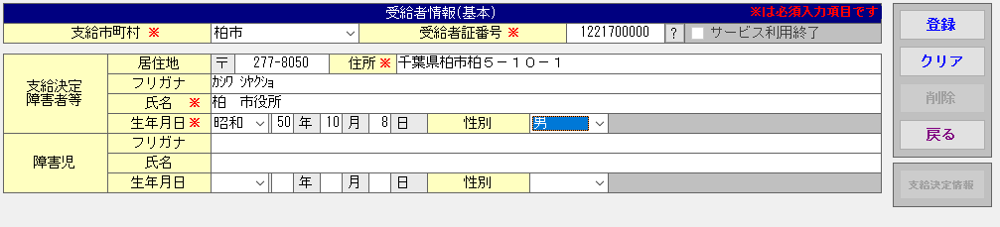 受給者情報(基本) ※は必須入力項目です
支給市町村 ※ 柏市 受給者証番号 ※ 1221700000 ? サービス利用終了
登録
クリア
削除
戻る
支給決定情報
支給決定
障害者等
居住地 〒 277-8050 住所 ※ 千葉県柏市柏5-10-1
フリガナ ｶｼﾜ ｼﾔｸｼｮ
氏名 ※ 柏 市役所
生年月日 ※ 昭和 50 年 10 月 8 日 性別 男
障害児
フリガナ
氏名
生年月日 年 月 日 性別